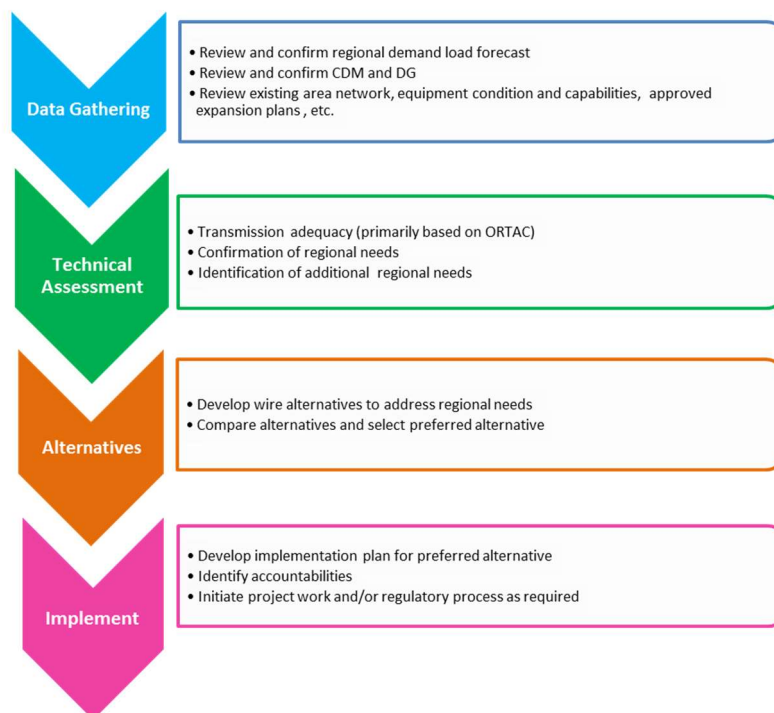 Data Gathering
• Review and confirm regional demand load forecast
• Review and confirm CDM and DG
• Review existing area network, equipment condition and capabilities, approved
expansion plans , etc.
Technical
Assessment
• Transmission adequacy (primarily based on ORTAC)
• Confirmation of regional needs
• Identification of additional regional needs
Alternatives
• Develop wire alternatives to address regional needs
• Compare alternatives and select preferred alternative
Implement
• Develop implementation plan for preferred alternative
• Identify accountabilities
• Initiate project work and/or regulatory process as required